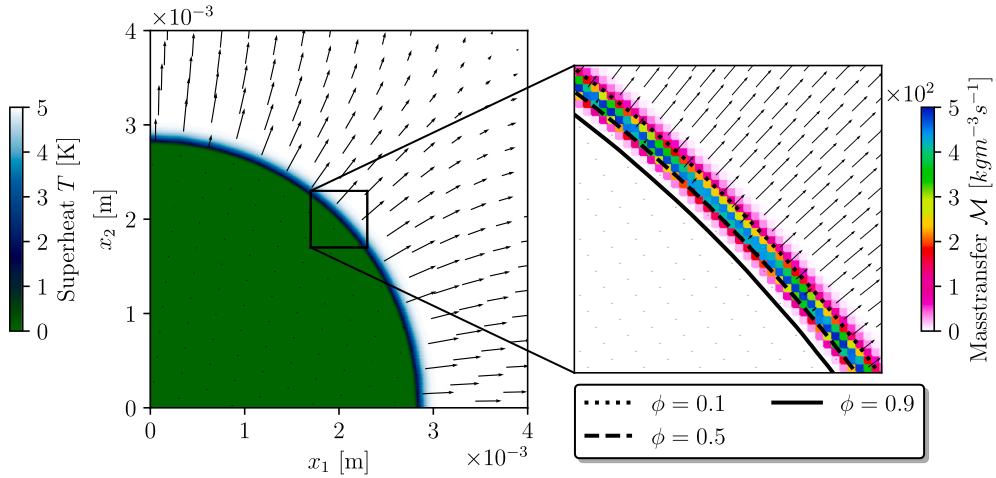 ×10⁻³
4
3
2
1
0
x₂ [m]
0 1 2 3 4
×10⁻³
x₁ [m]
5
4
3
2
1
0
Superheat T [K]
×10²
5
4
3
2
1
0
Masstransfer ℳ [kgm⁻³s⁻¹]
ϕ = 0.1
ϕ = 0.5
ϕ = 0.9